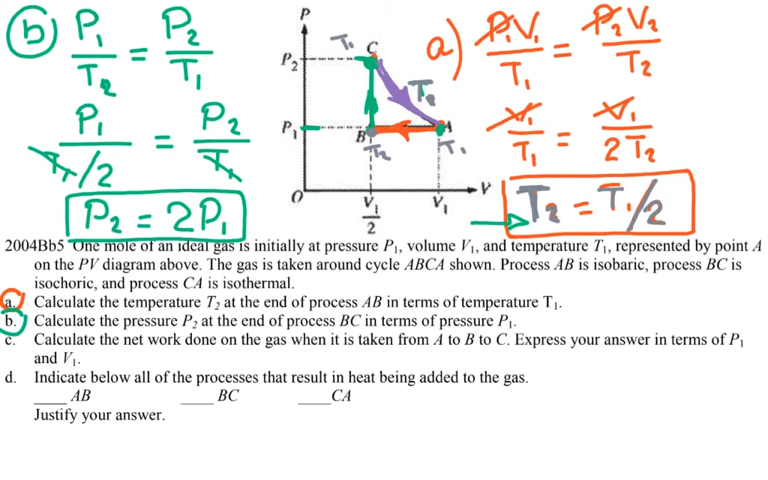 b) P₁/T₂ = P₂/T₁
P₁/(T₁/2) = P₂/T₁
P₂ = 2P₁
P
T₁
C
P₂
T₂
P₁
B
A
T₂
T₁
O
V₁/2
V₁
V
a) P₁V₁/T₁ = P₂V₂/T₂
V₁/T₁ = V₁/2T₂
T₂ = T₁/2
2004Bb5 One mole of an ideal gas is initially at pressure P₁, volume V₁, and temperature T₁, represented by point A
on the PV diagram above. The gas is taken around cycle ABCA shown. Process AB is isobaric, process BC is
isochoric, and process CA is isothermal.
a. Calculate the temperature T₂ at the end of process AB in terms of temperature T₁.
b. Calculate the pressure P₂ at the end of process BC in terms of pressure P₁.
c. Calculate the net work done on the gas when it is taken from A to B to C. Express your answer in terms of P₁
and V₁.
d. Indicate below all of the processes that result in heat being added to the gas.
____ AB ____ BC ____ CA
Justify your answer.